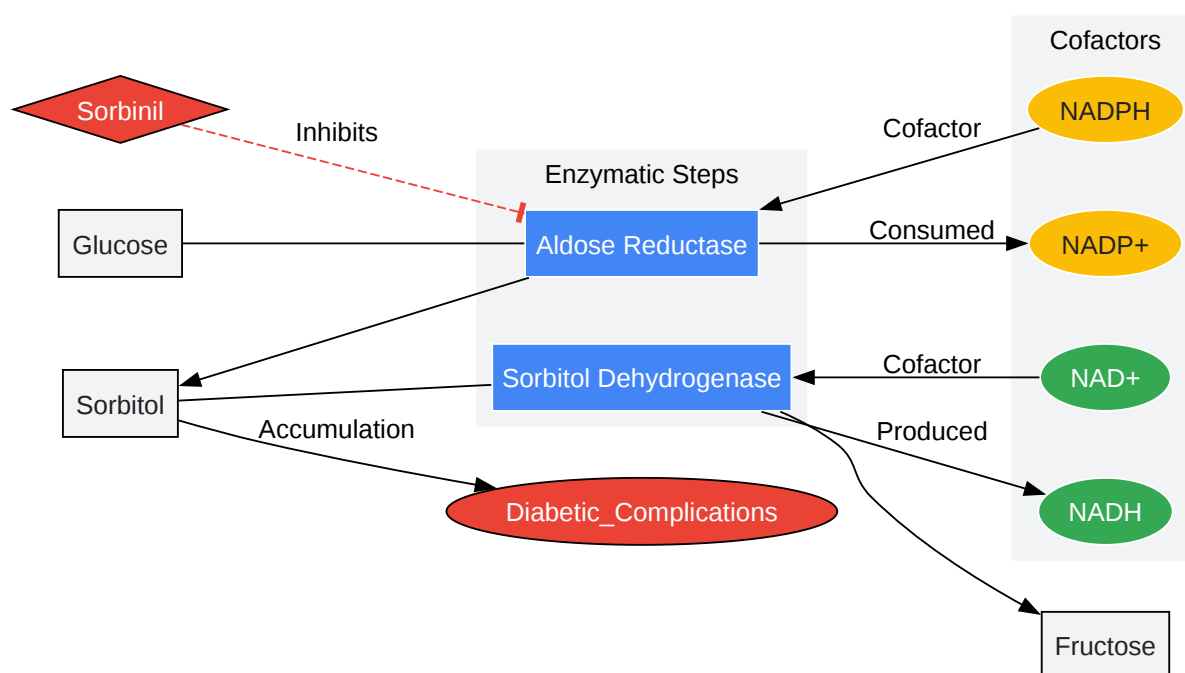 Cofactors
Sorbinil
NADPH
Inhibits
Cofactor
Enzymatic Steps
Glucose
Aldose Reductase
Consumed
NADP+
Sorbitol
Sorbitol Dehydrogenase
Cofactor
NAD+
Accumulation
Produced
Diabetic_Complications
NADH
Fructose